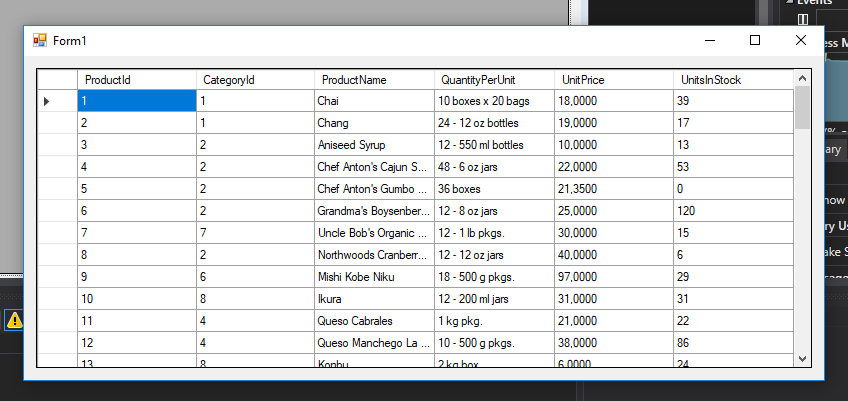 Events
Form1
ess M
ProductId CategoryId ProductName QuantityPerUnit UnitPrice UnitsInStock
1 1 Chai 10 boxes x 20 bags 18,0000 39
2 1 Chang 24 - 12 oz bottles 19,0000 17
3 2 Aniseed Syrup 12 - 550 ml bottles 10,0000 13
4 2 Chef Anton's Cajun S... 48 - 6 oz jars 22,0000 53
5 2 Chef Anton's Gumbo ... 36 boxes 21,3500 0
6 2 Grandma's Boysenber... 12 - 8 oz jars 25,0000 120
7 7 Uncle Bob's Organic ... 12 - 1 lb pkgs. 30,0000 15
8 2 Northwoods Cranberr... 12 - 12 oz jars 40,0000 6
9 6 Mishi Kobe Niku 18 - 500 g pkgs. 97,0000 29
10 8 Ikura 12 - 200 ml jars 31,0000 31
11 4 Queso Cabrales 1 kg pkg. 21,0000 22
12 4 Queso Manchego La ... 10 - 500 g pkgs. 38,0000 86
13 8 Konbu 2 kg box 6,0000 24
ary
how
ry Us
ake S